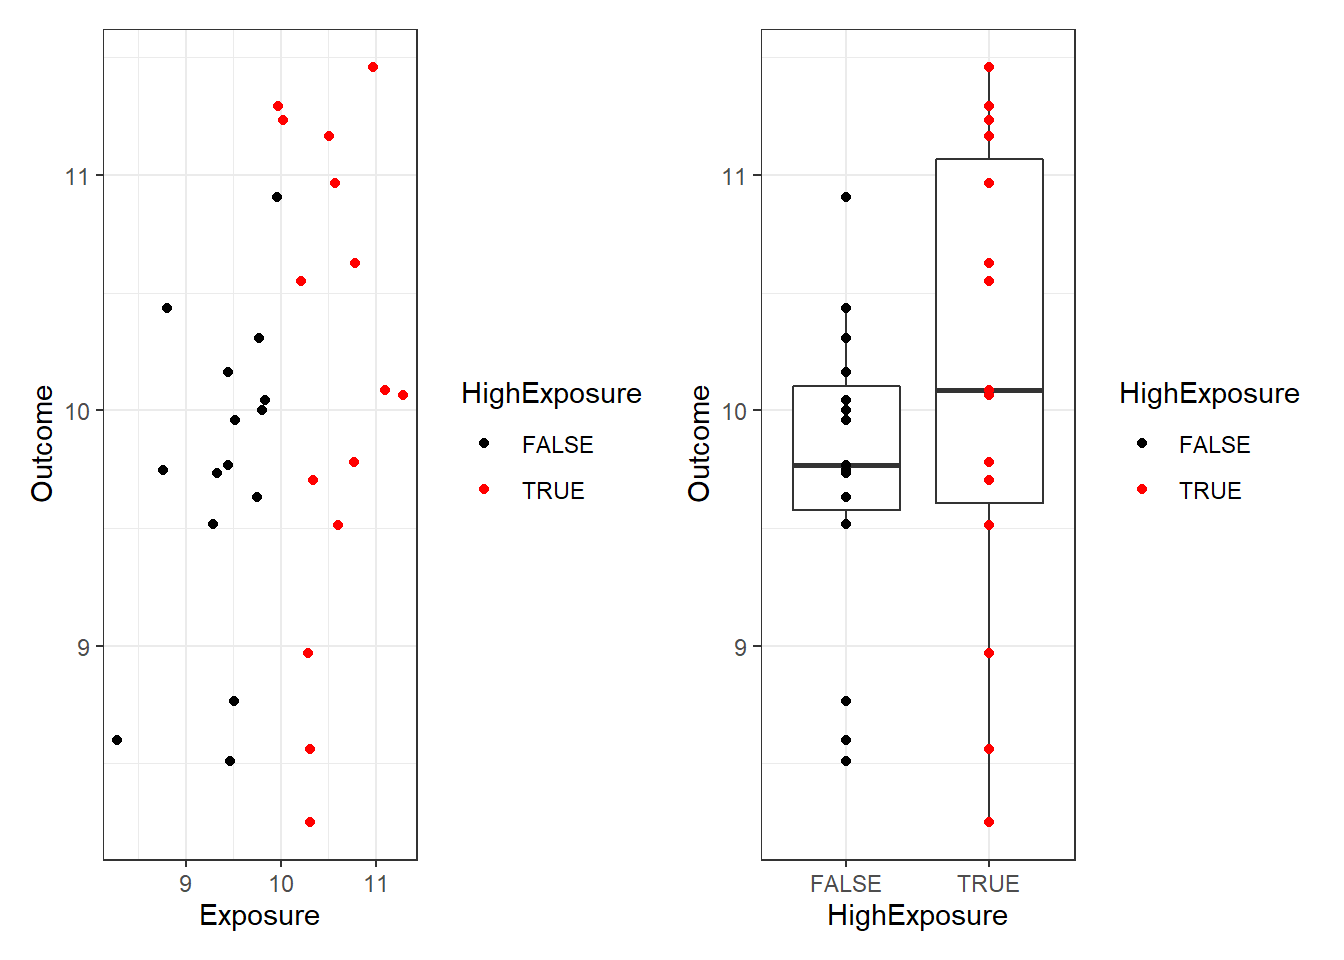 11
10
9
Outcome
9 10 11
Exposure
HighExposure
FALSE
TRUE
11
10
9
Outcome
FALSE TRUE
HighExposure
HighExposure
FALSE
TRUE